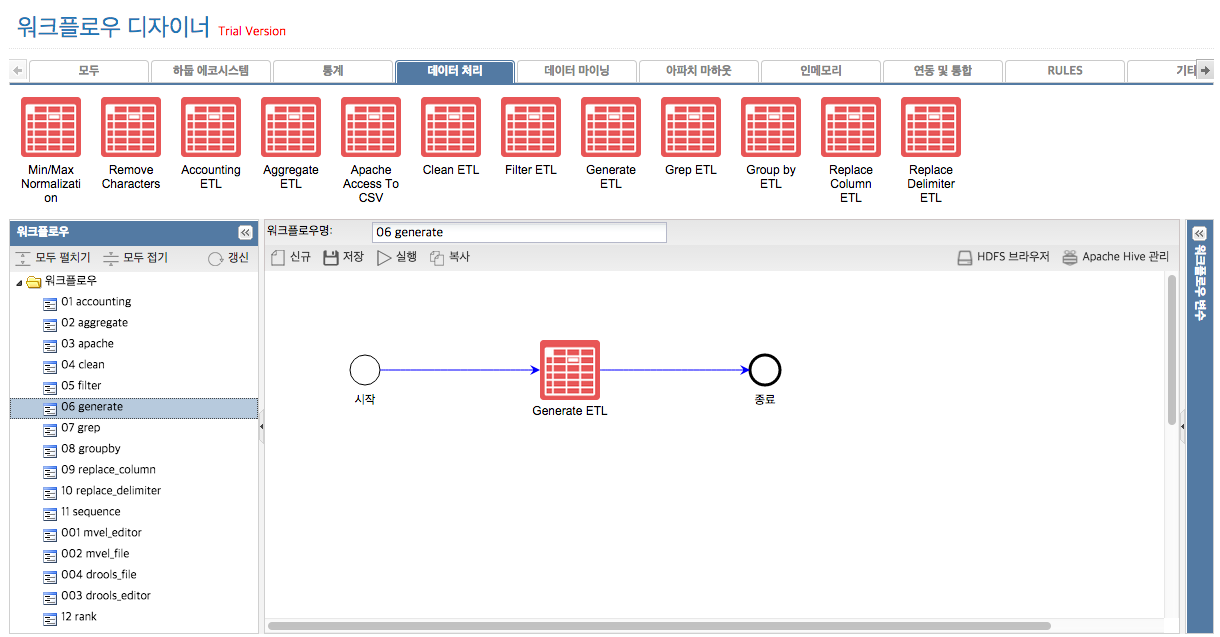 워크플로우 디자이너 Trial Version
모두 하둡 에코시스템 통계 데이터 처리 데이터 마이닝 아파치 마하웃 인메모리 연동 및 통합 RULES 기타
Min/Max
Normalizati
on
Remove
Characters
Accounting
ETL
Aggregate
ETL
Apache
Access To
CSV
Clean ETL
Filter ETL
Generate
ETL
Grep ETL
Group by
ETL
Replace
Column
ETL
Replace
Delimiter
ETL
워크플로우
모두 펼치기 모두 접기 갱신
워크플로우
01 accounting
02 aggregate
03 apache
04 clean
05 filter
06 generate
07 grep
08 groupby
09 replace_column
10 replace_delimiter
11 sequence
001 mvel_editor
002 mvel_file
004 drools_file
003 drools_editor
12 rank
워크플로우명: 06 generate
신규 저장 실행 복사 HDFS 브라우저 Apache Hive 관리
시작
Generate ETL
종료
워크플로우 변수